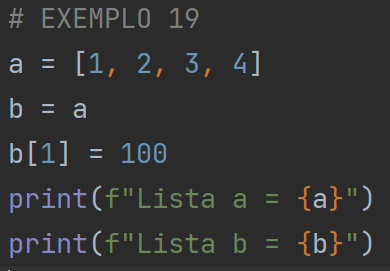 # EXEMPLO 19
a = [1, 2, 3, 4]
b = a
b[1] = 100
print(f"Lista a = {a}")
print(f"Lista b = {b}")